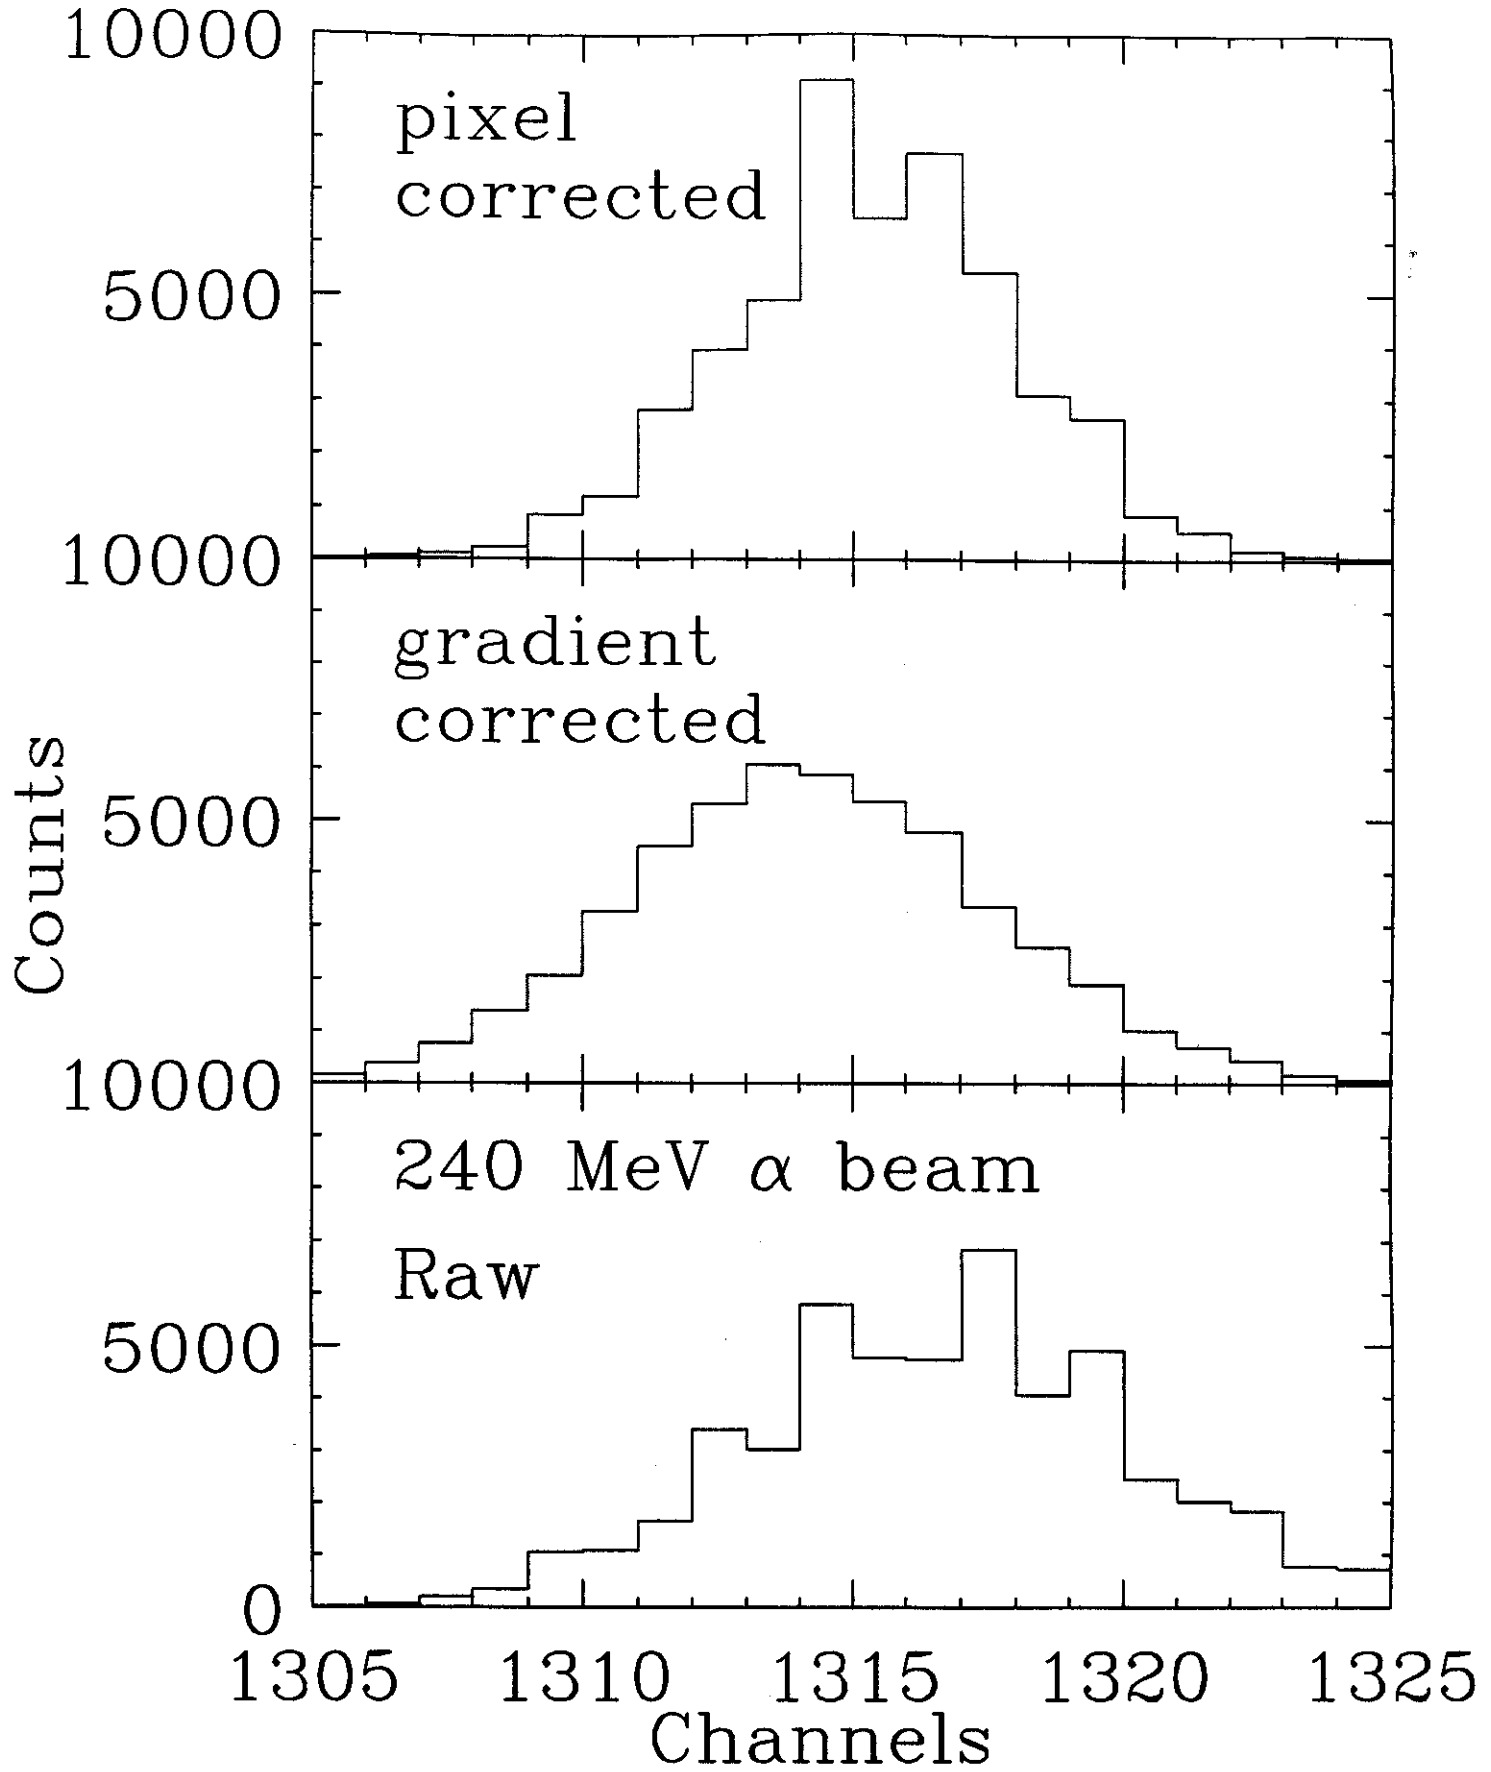 10000
pixel
corrected
5000
10000
gradient
corrected
5000
Counts
10000
240 MeV α beam
Raw
5000
0
1305 1310 1315 1320 1325
Channels